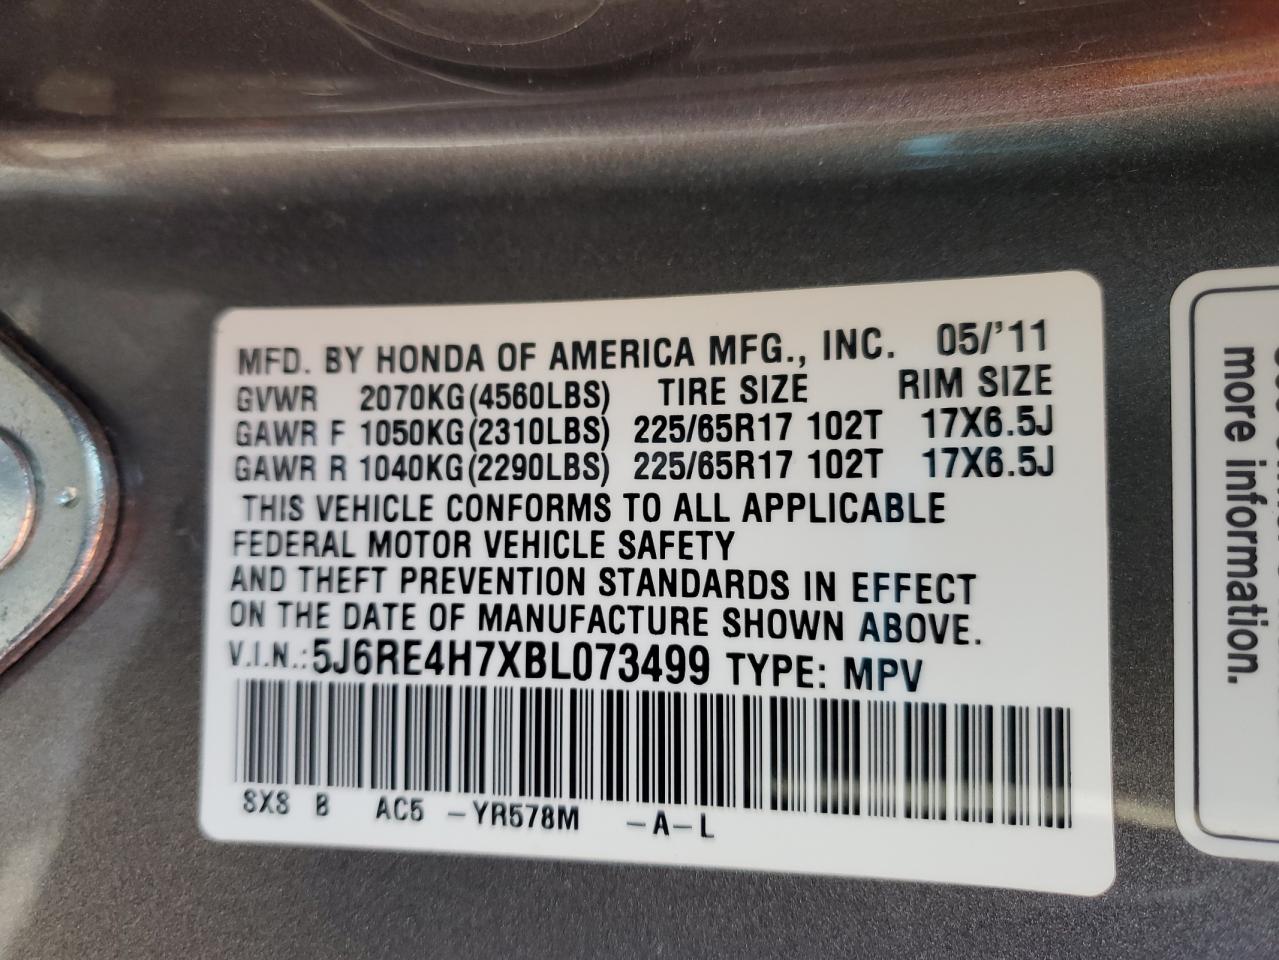 MFD. BY HONDA OF AMERICA MFG., INC. 05/'11
GVWR 2070KG(4560LBS) TIRE SIZE RIM SIZE
GAWR F 1050KG(2310LBS) 225/65R17 102T 17X6.5J
GAWR R 1040KG(2290LBS) 225/65R17 102T 17X6.5J
THIS VEHICLE CONFORMS TO ALL APPLICABLE
FEDERAL MOTOR VEHICLE SAFETY
AND THEFT PREVENTION STANDARDS IN EFFECT
ON THE DATE OF MANUFACTURE SHOWN ABOVE.
V.I.N.:5J6RE4H7XBL073499 TYPE: MPV
SXS B AC5 -YR578M -A-L
more information.